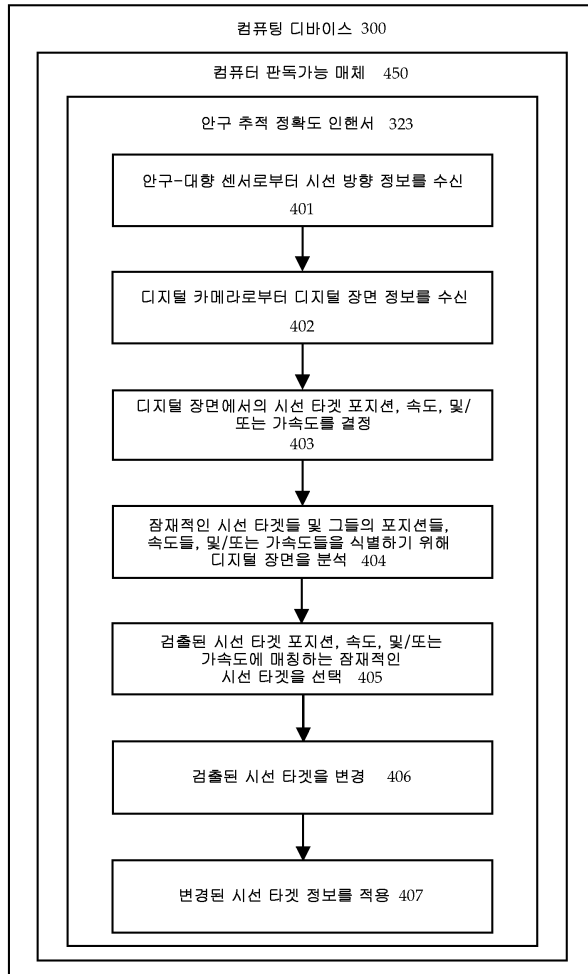 컴퓨팅 디바이스 300
컴퓨터 판독가능 매체 450
안구 추적 정확도 인핸서 323
안구-대향 센서로부터 시선 방향 정보를 수신
401
디지털 카메라로부터 디지털 장면 정보를 수신
402
디지털 장면에서의 시선 타겟 포지션, 속도, 및/
또는 가속도를 결정
403
잠재적인 시선 타겟들 및 그들의 포지션들,
속도들, 및/또는 가속도들을 식별하기 위해
디지털 장면을 분석 404
검출된 시선 타겟 포지션, 속도, 및/또는
가속도에 매칭하는 잠재적인
시선 타겟을 선택 405
검출된 시선 타겟을 변경 406
변경된 시선 타겟 정보를 적용 407